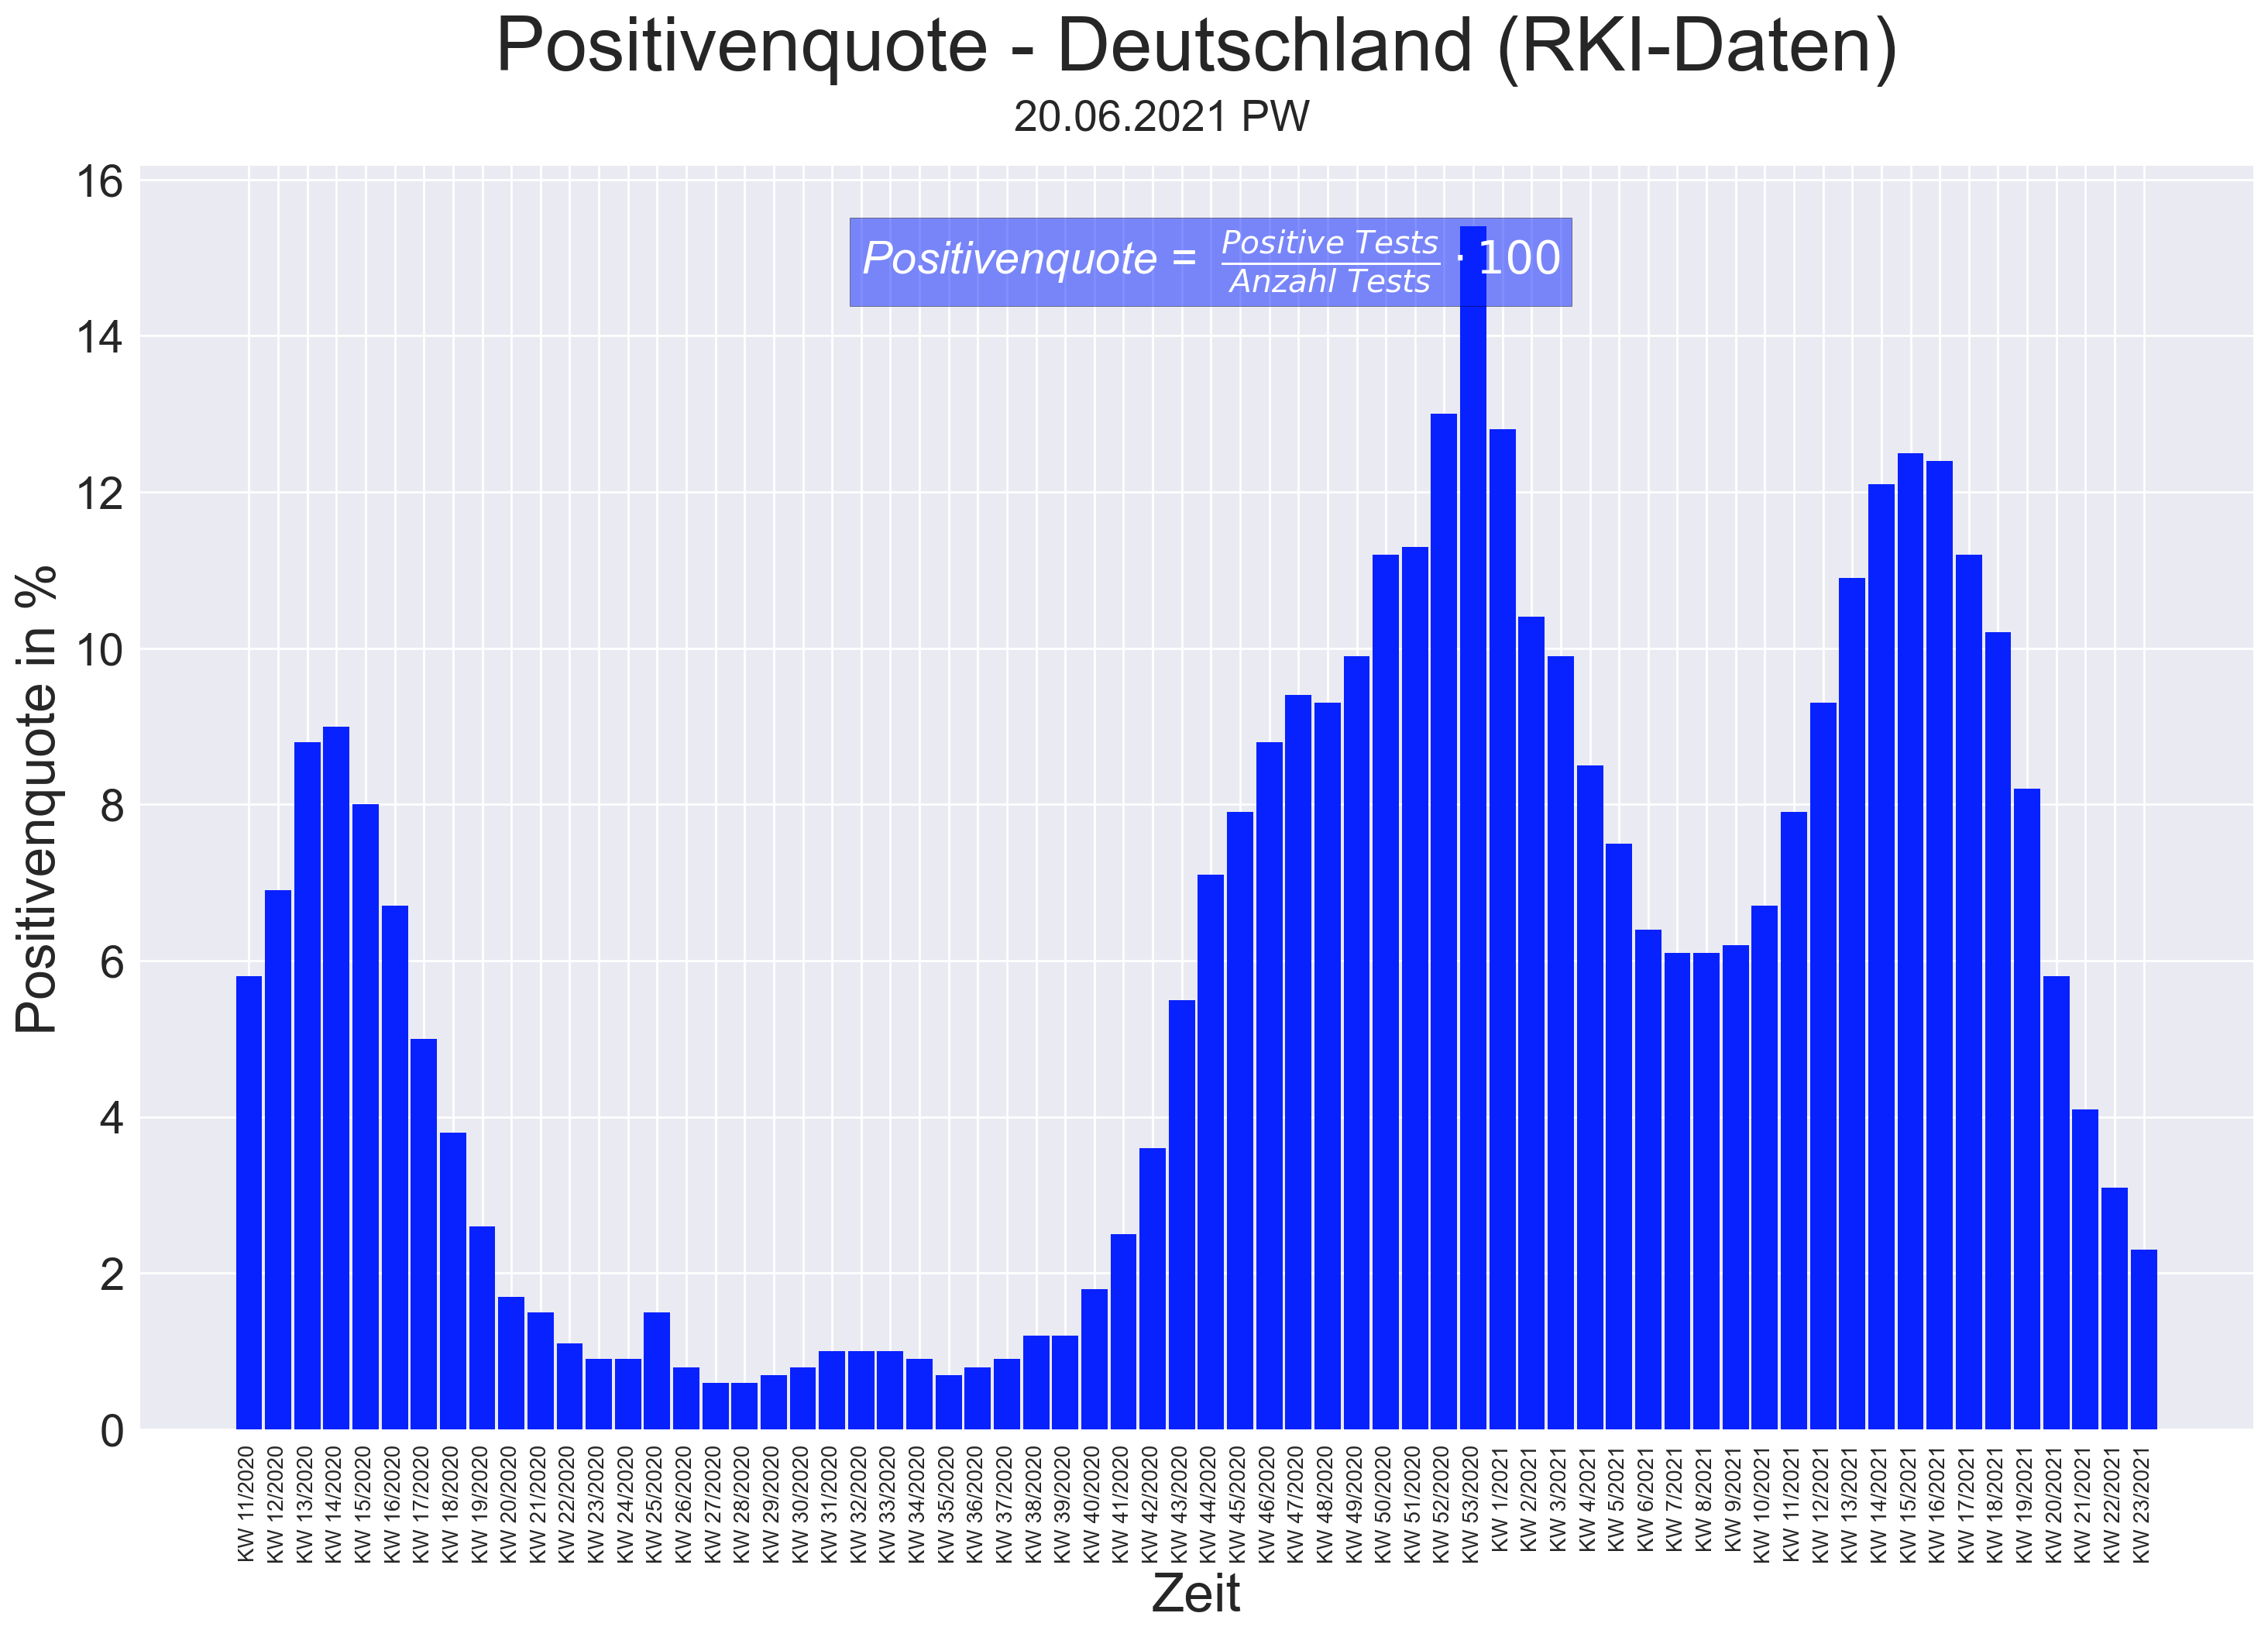 Positivenquote - Deutschland (RKI-Daten)
20.06.2021 PW
Positivenquote = Positive Tests / Anzahl Tests · 100
Positivenquote in %
16
14
12
10
8
6
4
2
0
KW 11/2020
KW 12/2020
KW 13/2020
KW 14/2020
KW 15/2020
KW 16/2020
KW 17/2020
KW 18/2020
KW 19/2020
KW 20/2020
KW 21/2020
KW 22/2020
KW 23/2020
KW 24/2020
KW 25/2020
KW 26/2020
KW 27/2020
KW 28/2020
KW 29/2020
KW 30/2020
KW 31/2020
KW 32/2020
KW 33/2020
KW 34/2020
KW 35/2020
KW 36/2020
KW 37/2020
KW 38/2020
KW 39/2020
KW 40/2020
KW 41/2020
KW 42/2020
KW 43/2020
KW 44/2020
KW 45/2020
KW 46/2020
KW 47/2020
KW 48/2020
KW 49/2020
KW 50/2020
KW 51/2020
KW 52/2020
KW 53/2020
KW 1/2021
KW 2/2021
KW 3/2021
KW 4/2021
KW 5/2021
KW 6/2021
KW 7/2021
KW 8/2021
KW 9/2021
KW 10/2021
KW 11/2021
KW 12/2021
KW 13/2021
KW 14/2021
KW 15/2021
KW 16/2021
KW 17/2021
KW 18/2021
KW 19/2021
KW 20/2021
KW 21/2021
KW 22/2021
KW 23/2021
Zeit